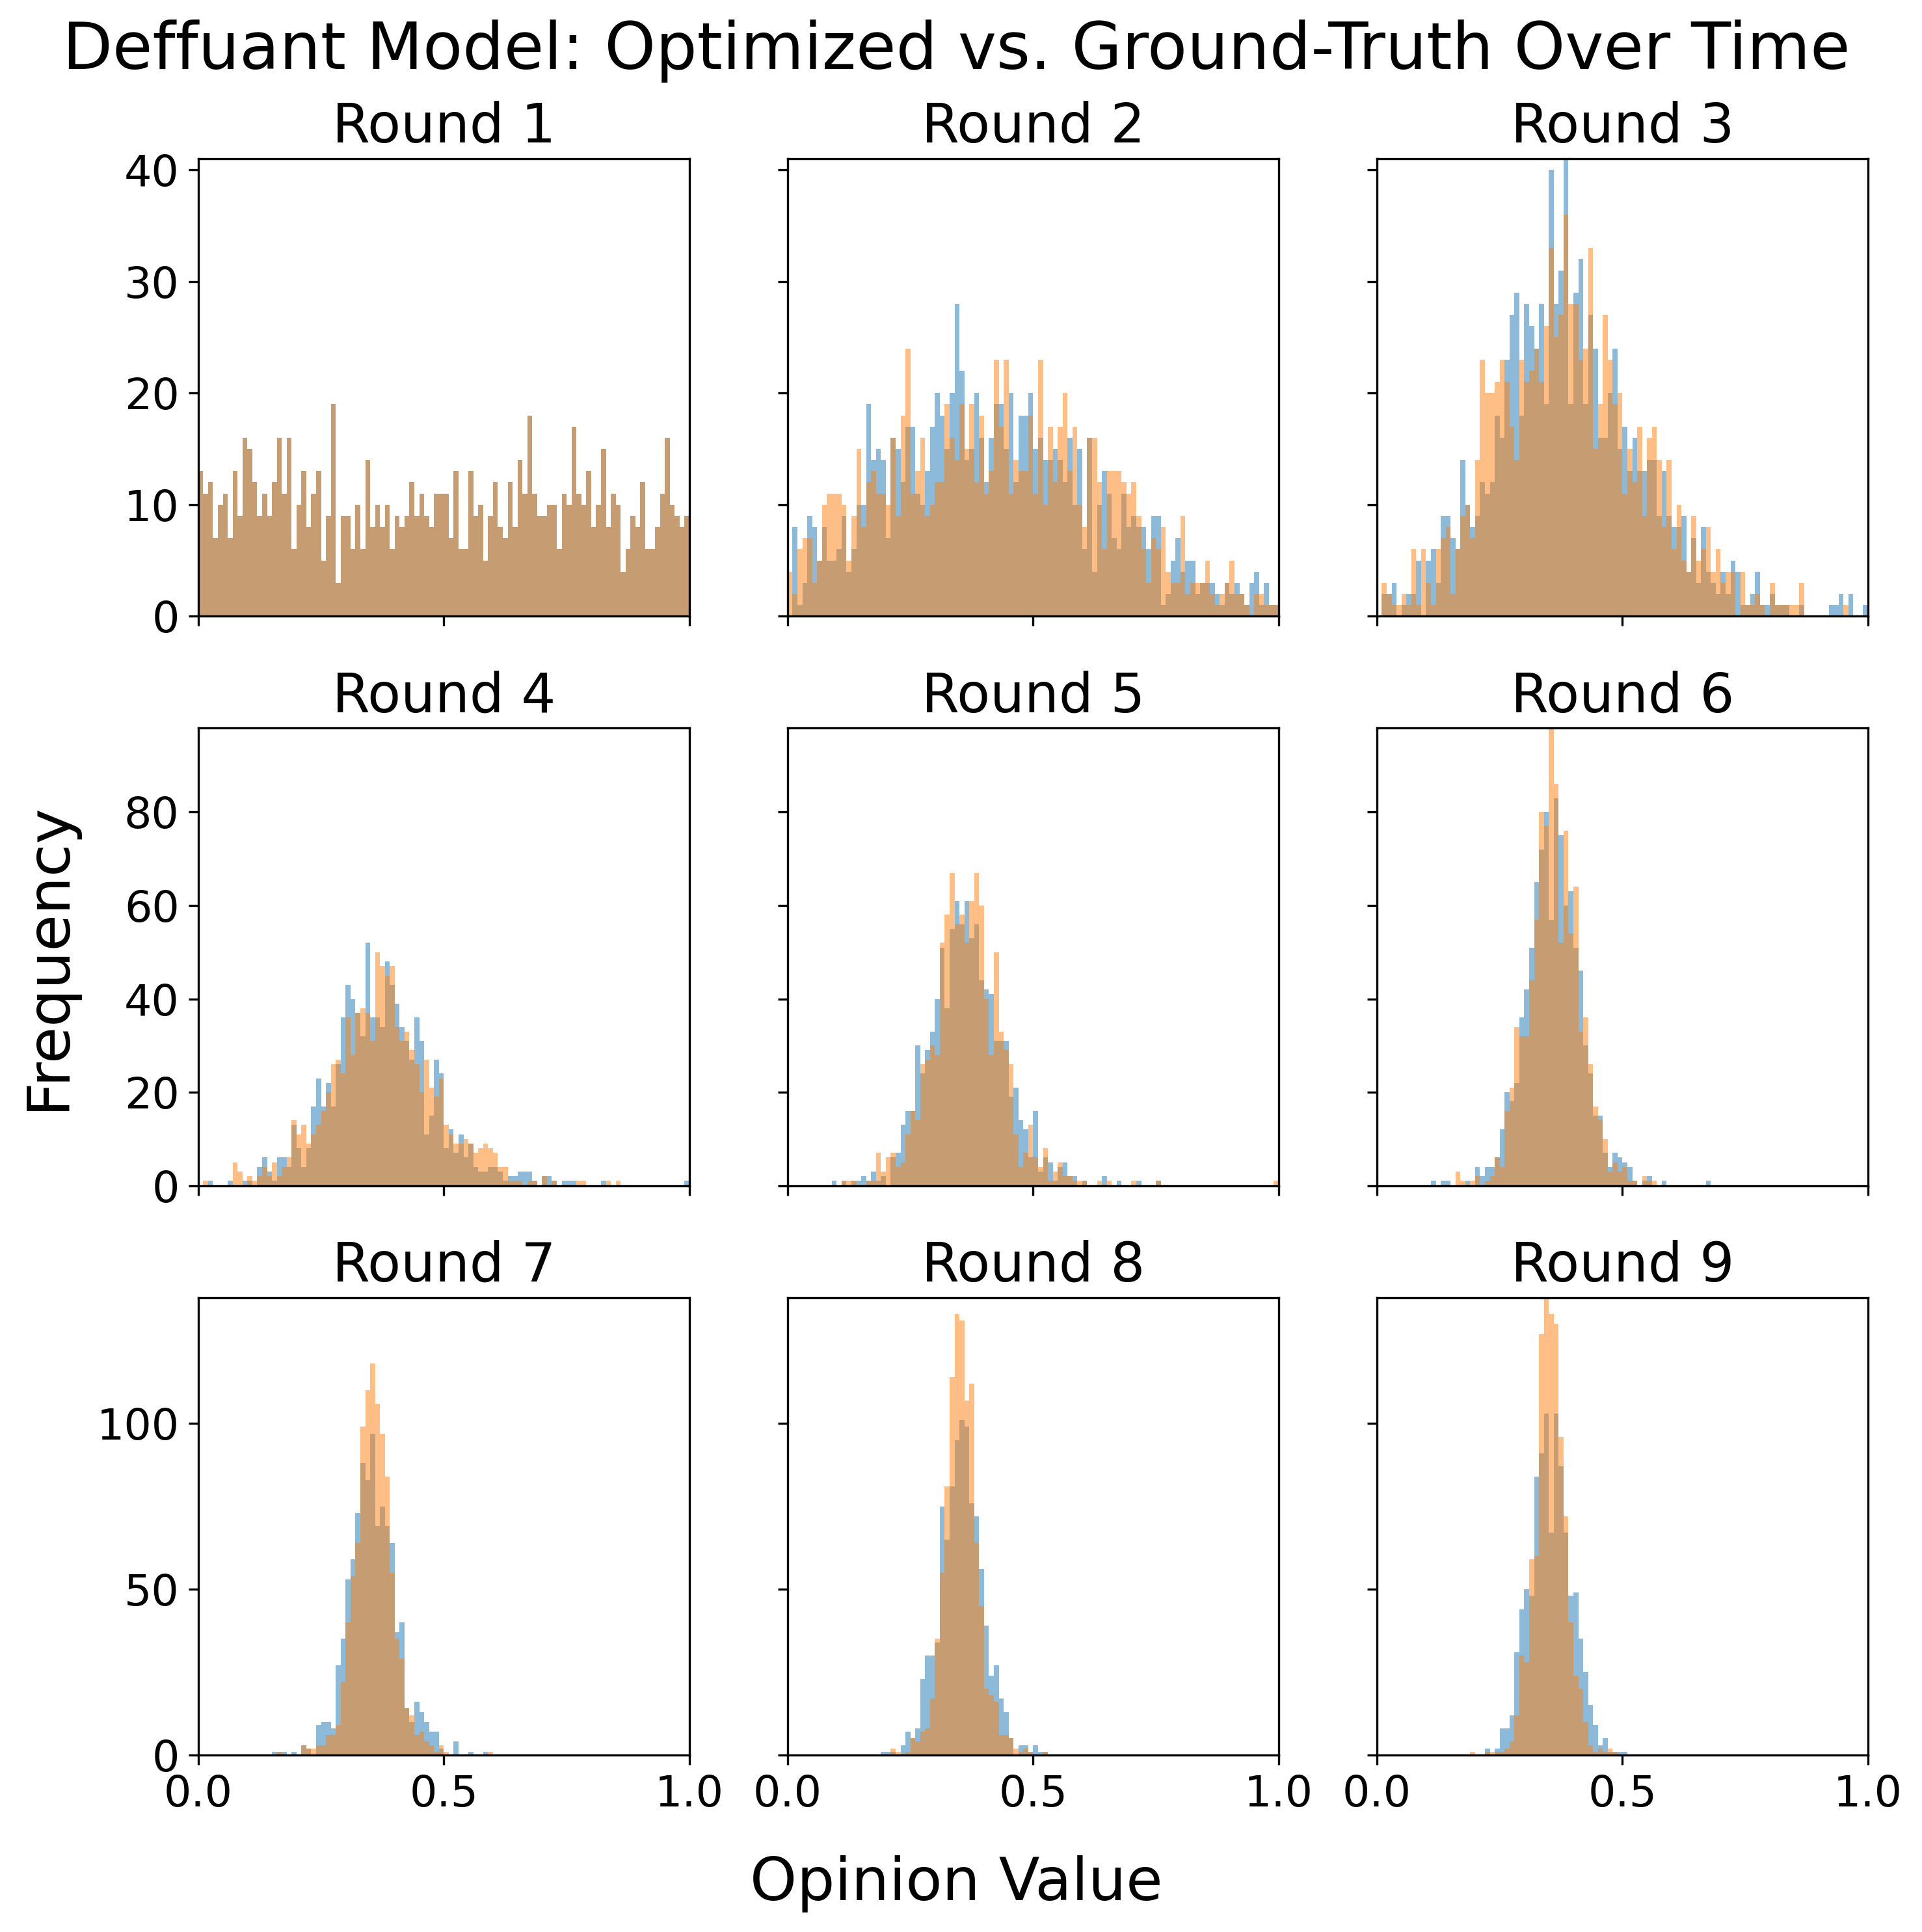 Deffuant Model: Optimized vs. Ground-Truth Over Time
Round 1
Round 2
Round 3
40
30
20
10
0
Round 4
Round 5
Round 6
80
60
40
20
0
Frequency
Round 7
Round 8
Round 9
100
50
0
0.0 0.5 1.0
0.0 0.5 1.0
0.0 0.5 1.0
Opinion Value